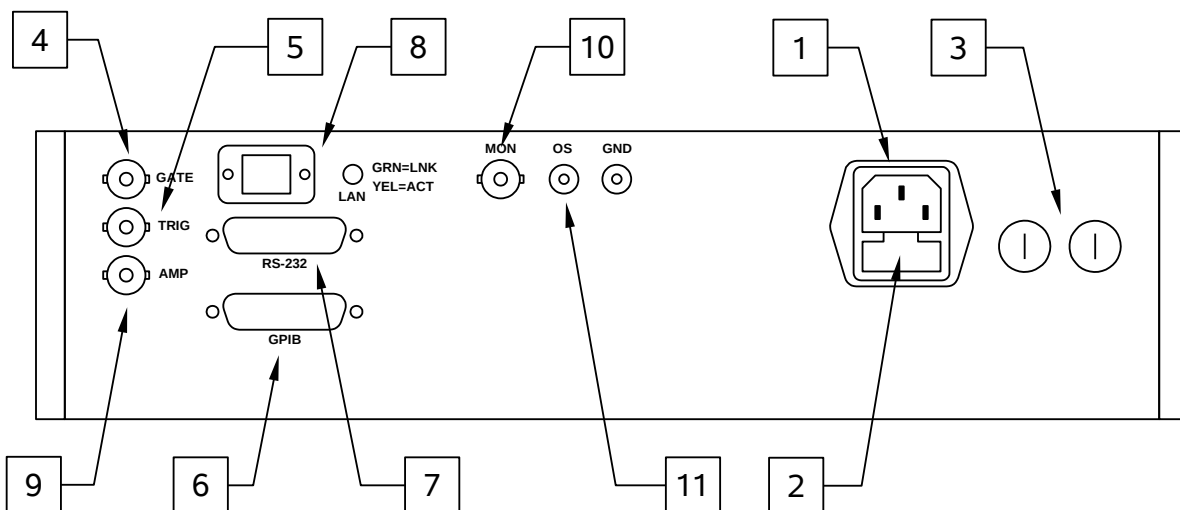 4
5
8
10
1
3
MON
OS
GND
GATE
GRN=LNK
LAN
YEL=ACT
TRIG
RS-232
AMP
GPIB
9
6
7
11
2